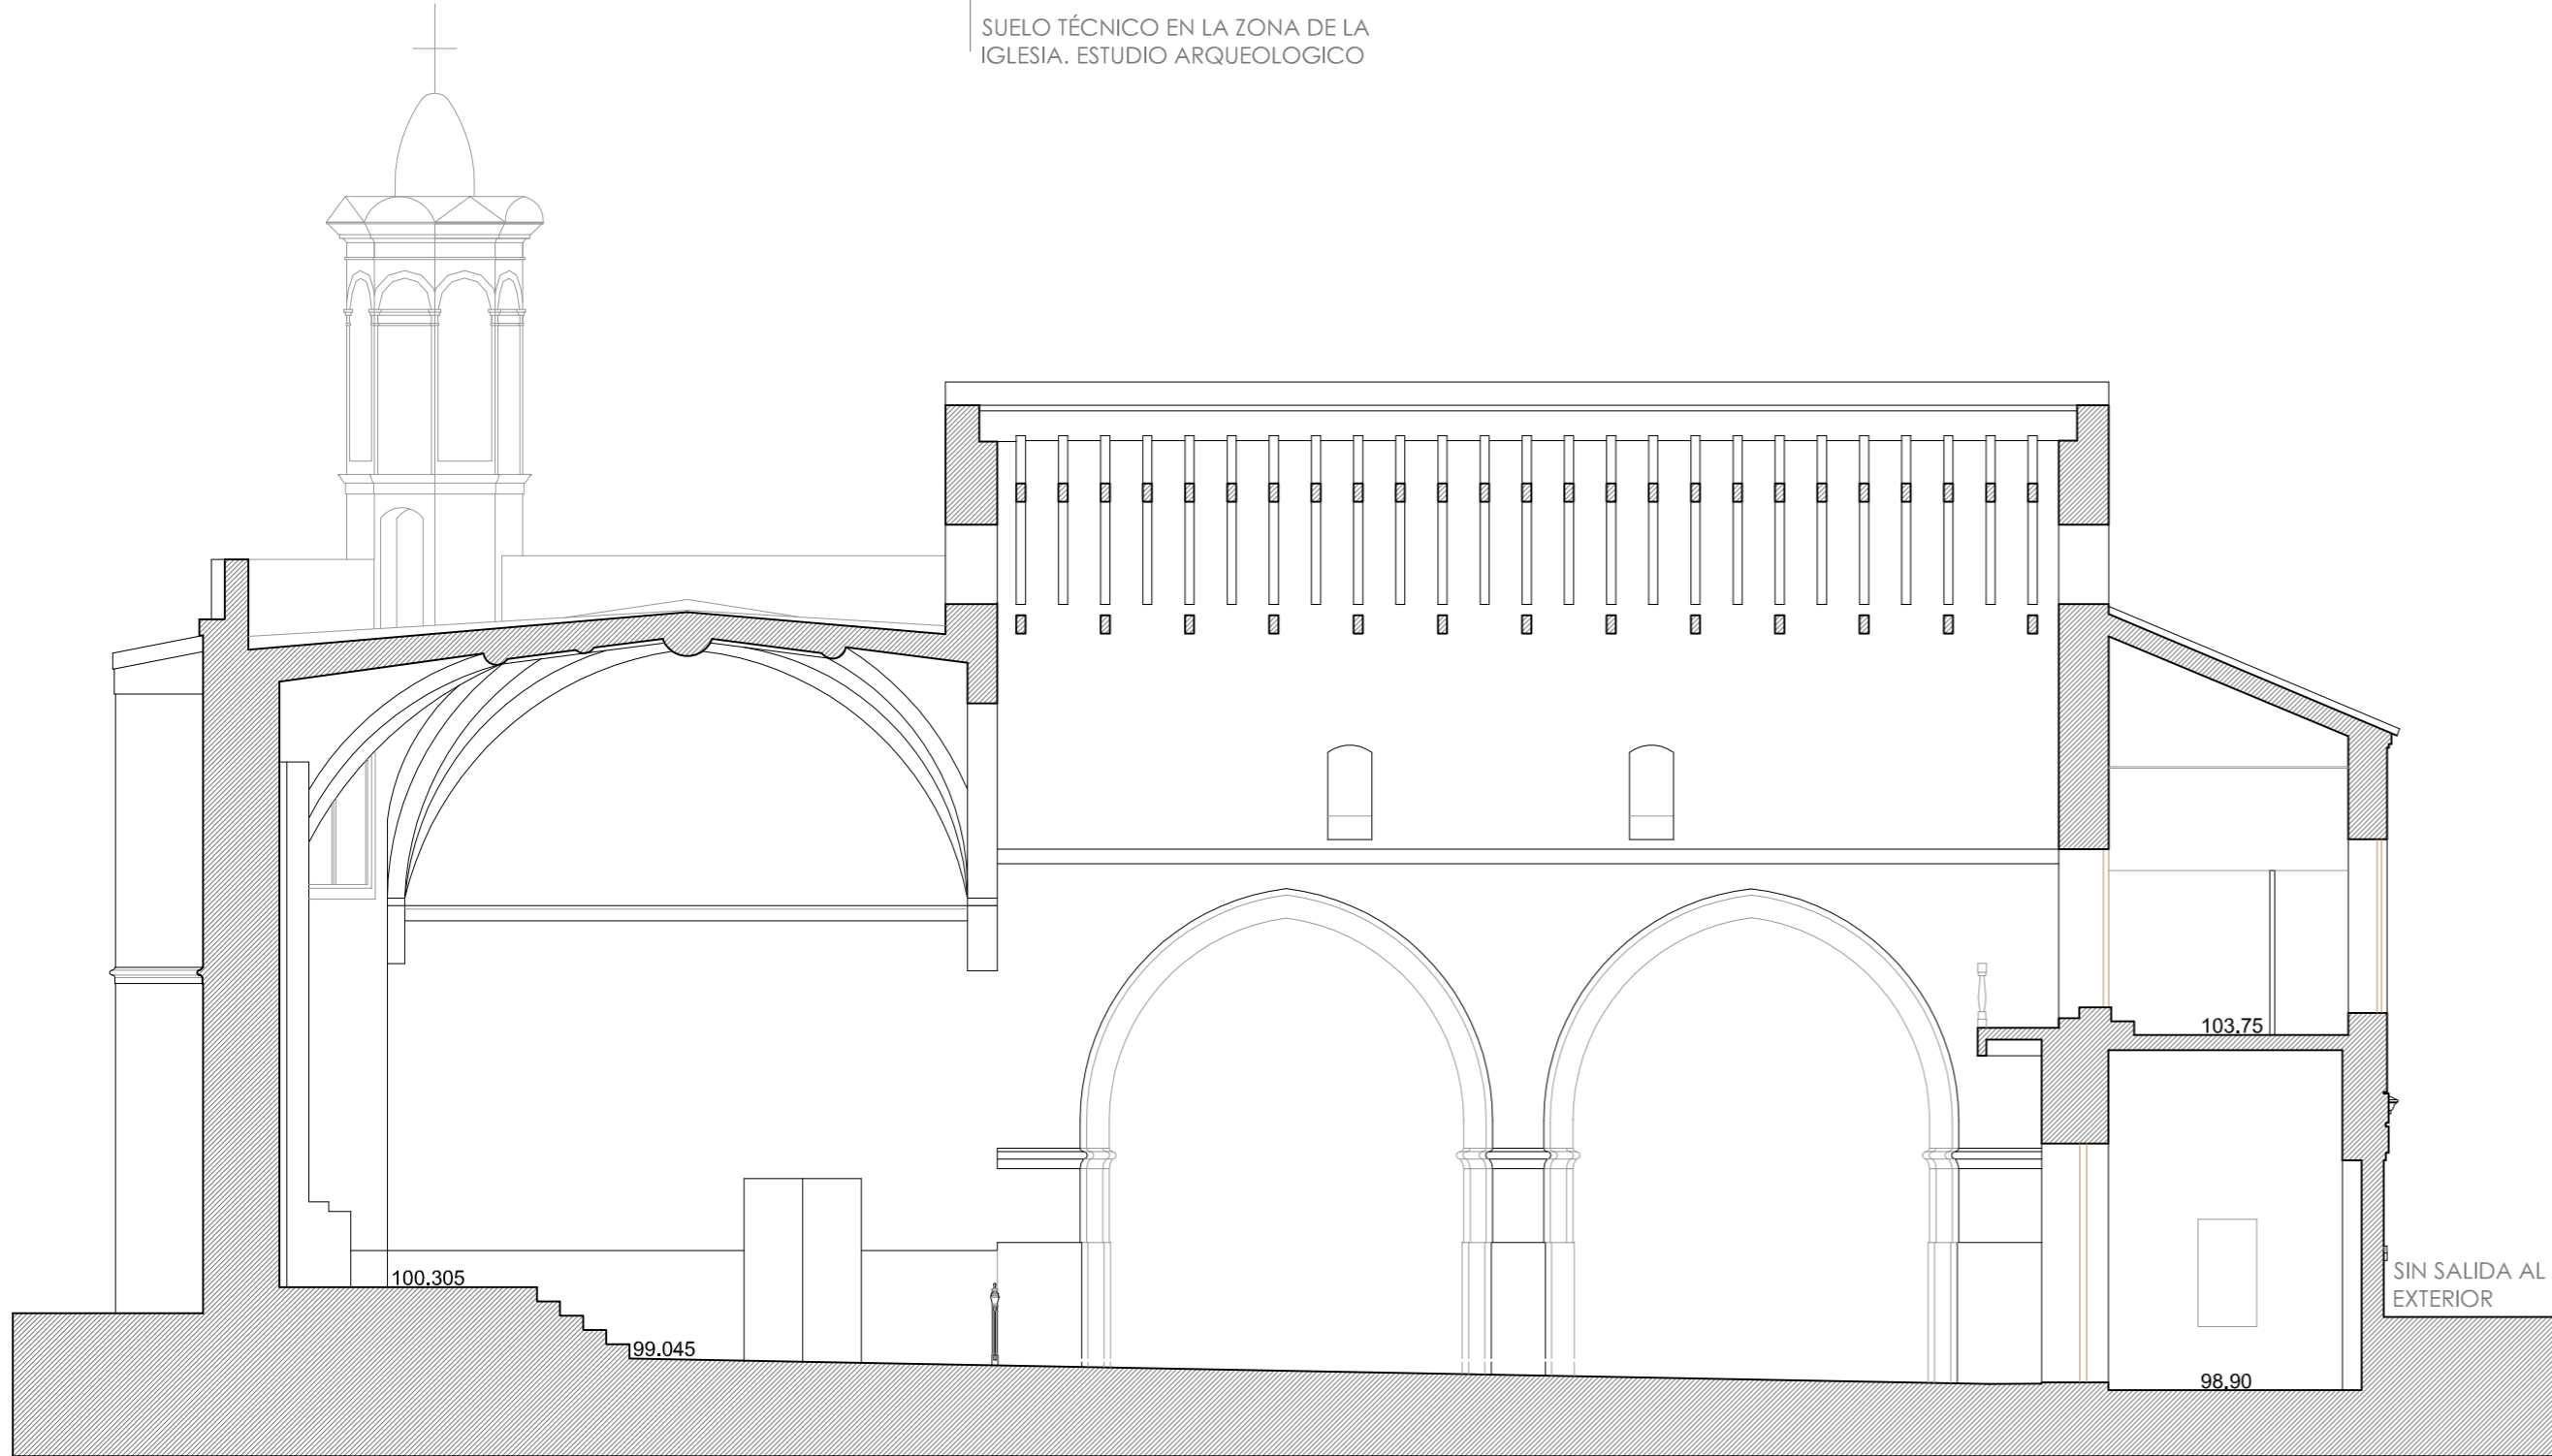 SUELO TÉCNICO EN LA ZONA DE LA
IGLESIA. ESTUDIO ARQUEOLOGICO
103.75
100.305
SIN SALIDA AL
EXTERIOR
99.045
98.90